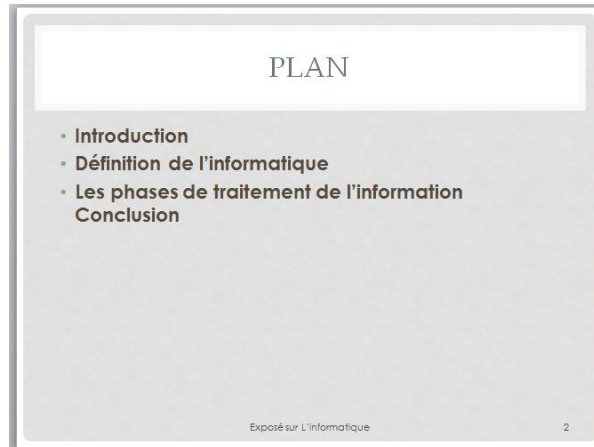 PLAN
• Introduction
• Définition de l'informatique
• Les phases de traitement de l'information
Conclusion
Exposé sur L'informatique
2